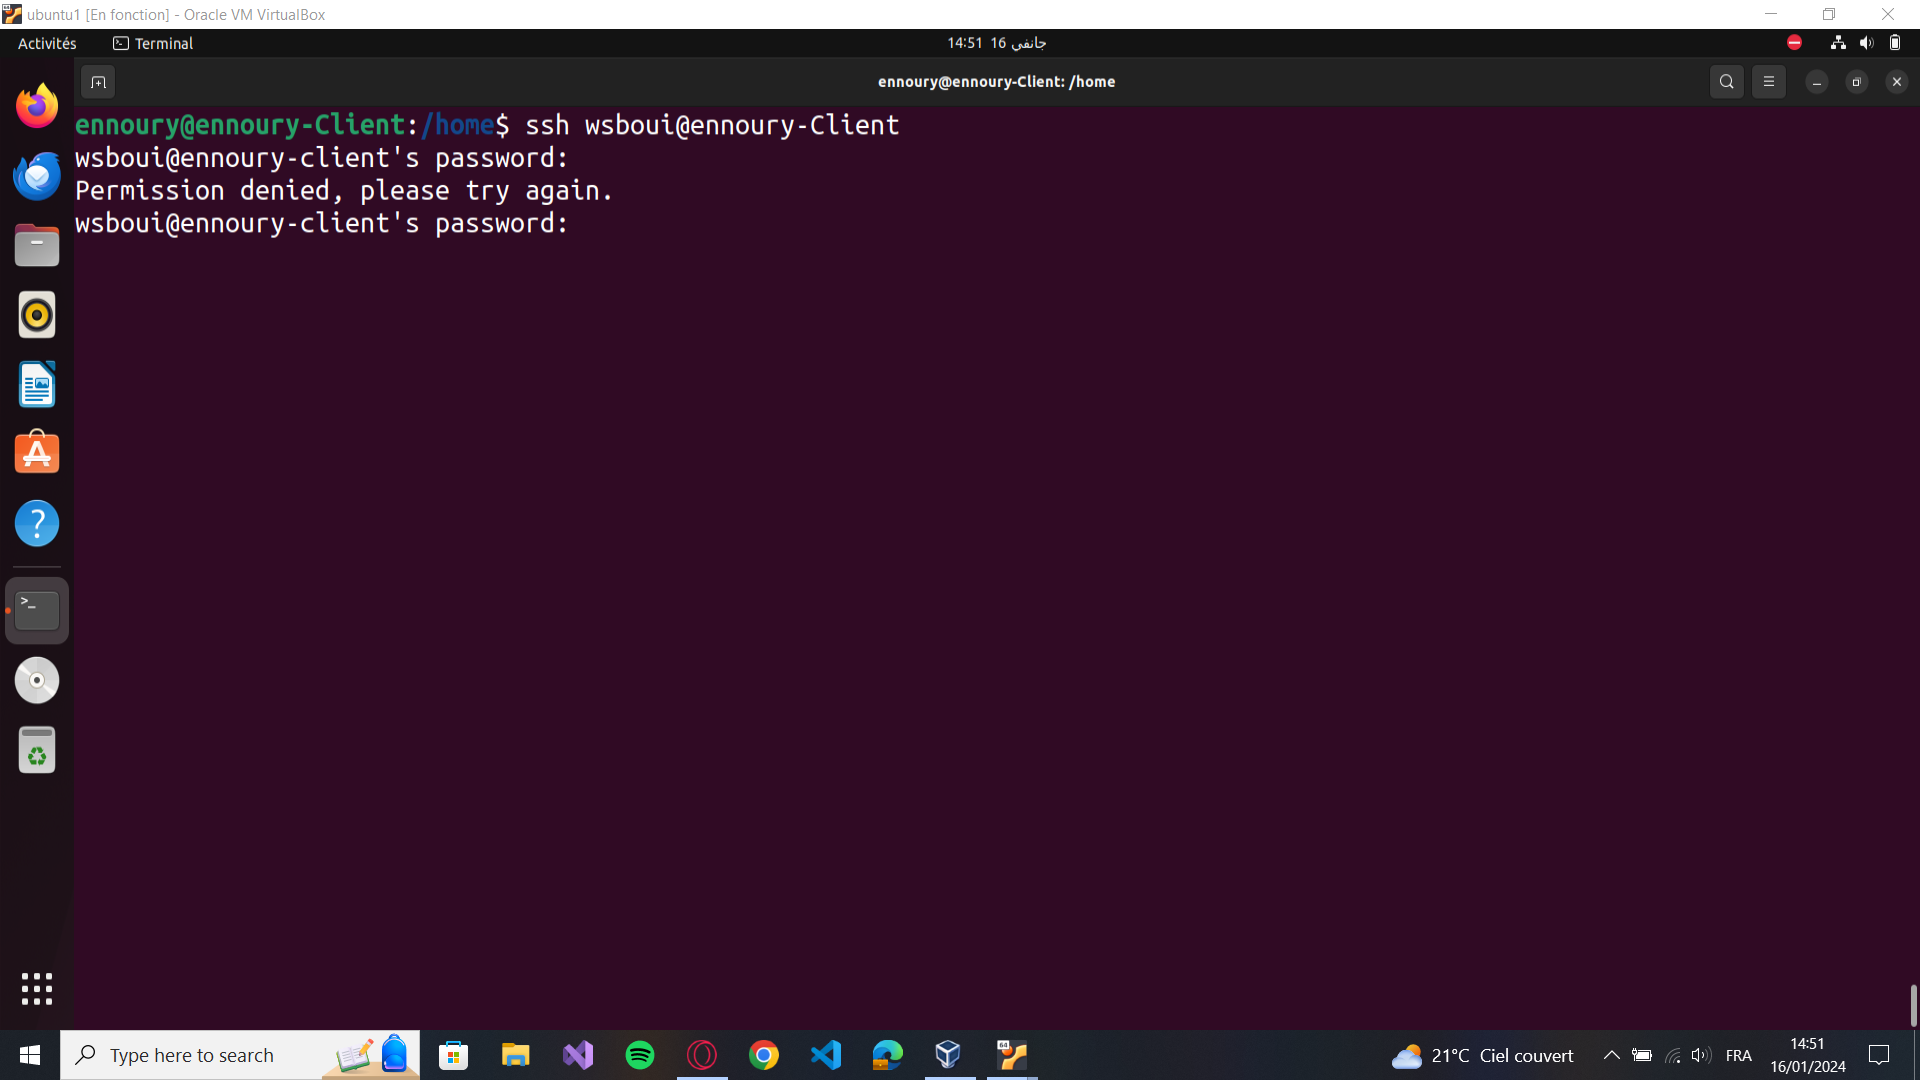 ubuntu1 [En fonction] - Oracle VM VirtualBox
Activités Terminal 14:51 16 جانفي
ennoury@ennoury-Client: /home
ennoury@ennoury-Client:/home$ ssh wsboui@ennoury-Client
wsboui@ennoury-client's password:
Permission denied, please try again.
wsboui@ennoury-client's password:
Type here to search
21°C Ciel couvert
FRA
14:51
16/01/2024